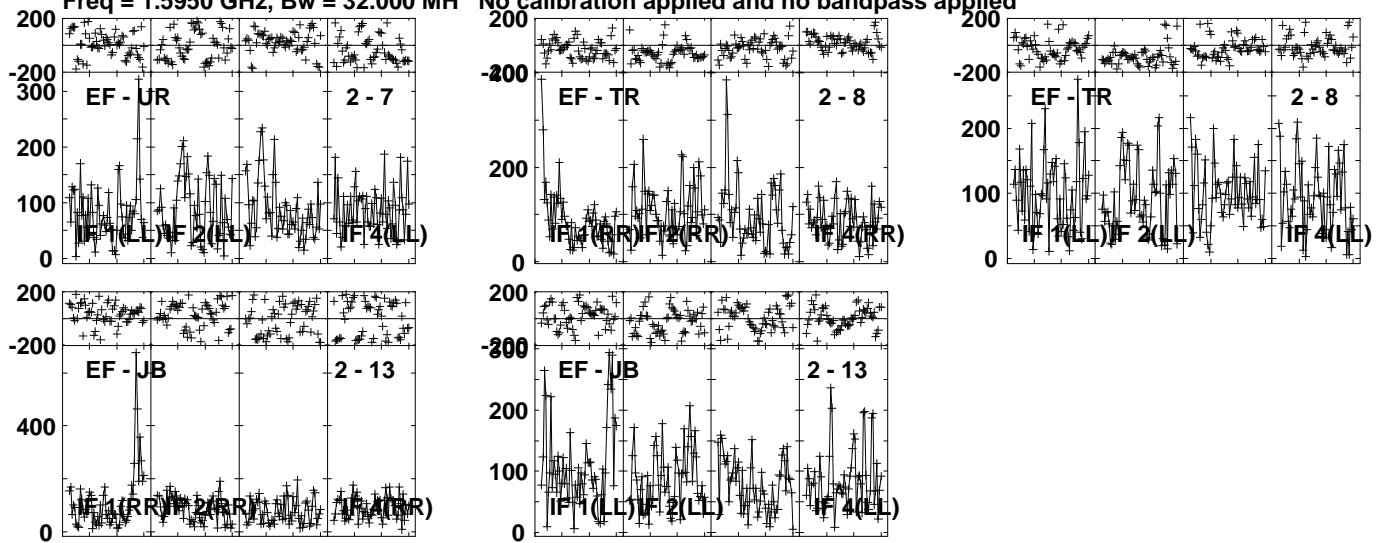 Freq = 1.5950 GHz, Bw = 32.000 MH No calibration applied and no bandpass applied
200 200 200
-200 -200 -200
300 400
EF - UR 2 - 7 EF - TR 2 - 8 EF - TR 2 - 8
200 200 200
100 100
IF 1(LL) IF 2(LL) IF 4(LL) IF 1(RR) IF 2(RR) IF 4(RR) IF 1(LL) IF 2(LL) IF 4(LL)
0 0 0
200 200
-200 -200
300
EF - JB 2 - 13 EF - JB 2 - 13
400 200
200 100
IF 1(RR) IF 2(RR) IF 4(RR) IF 1(LL) IF 2(LL) IF 4(LL)
0 0